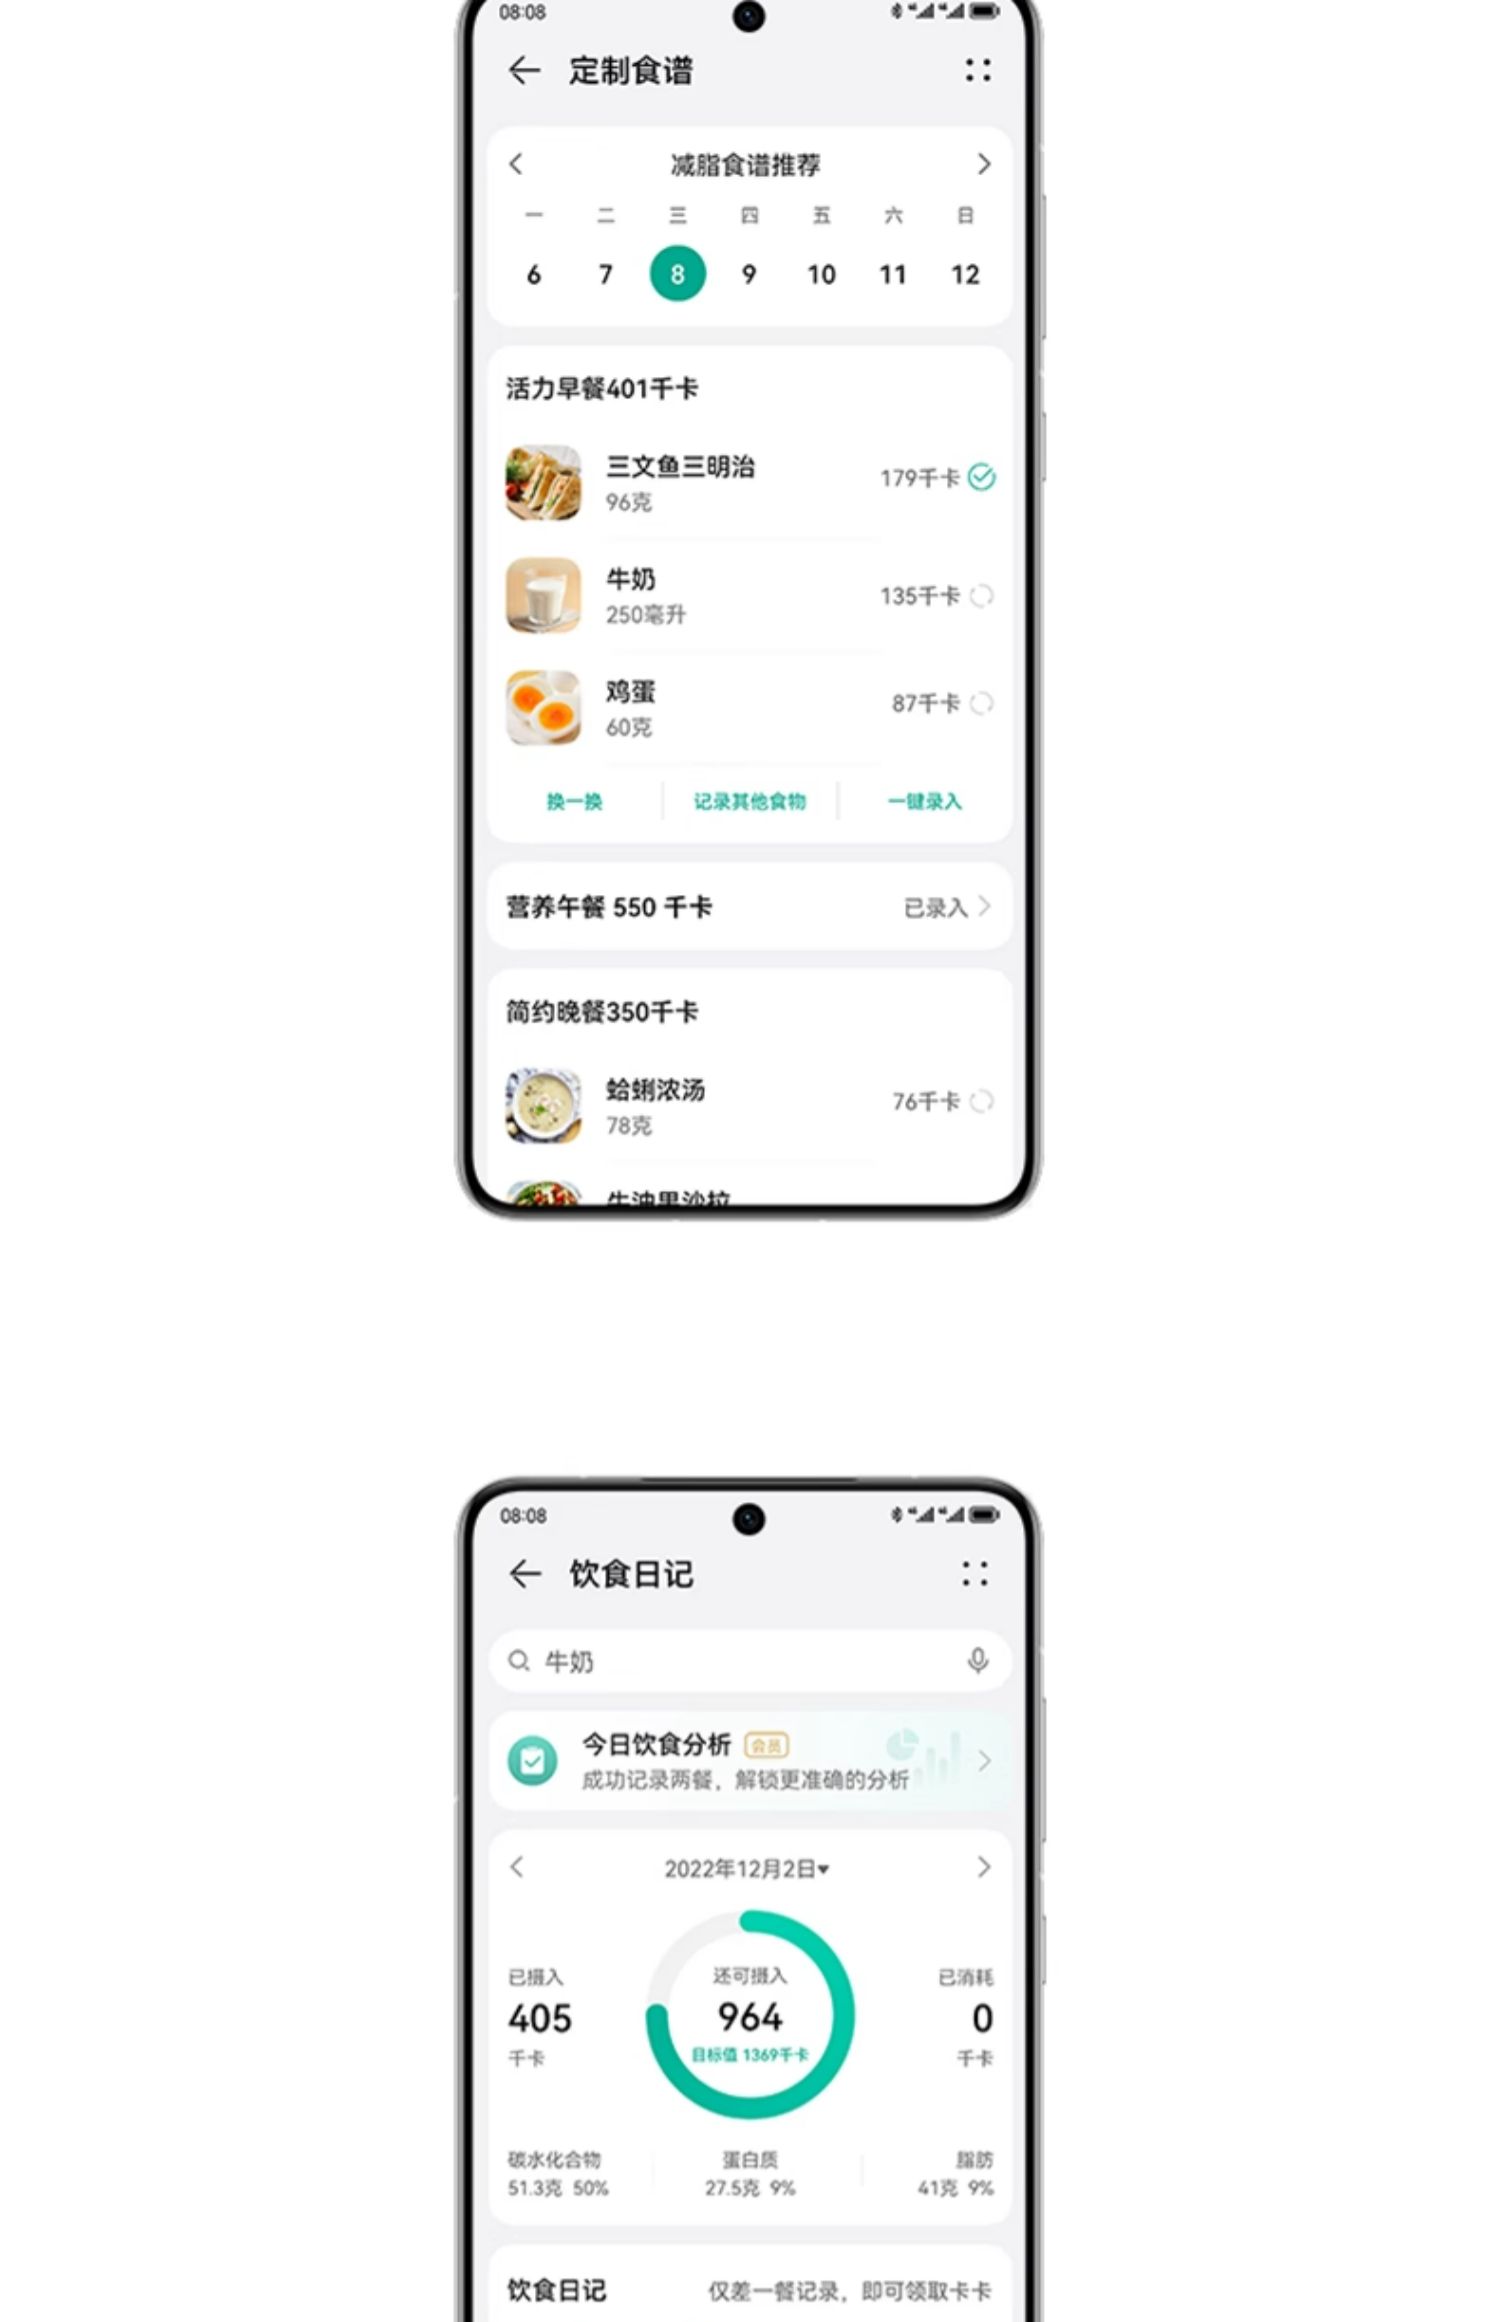 08:08
定制食谱
减脂食谱推荐
一 二 三 四 五 六 日
6 7 8 9 10 11 12
活力早餐401千卡
三文鱼三明治
96克
179千卡
牛奶
250毫升
135千卡
鸡蛋
60克
87千卡
换一换 记录其他食物 一键录入
营养午餐 550 千卡 已录入
简约晚餐350千卡
蛤蜊浓汤
78克
76千卡
牛油果沙拉
08:08
饮食日记
牛奶
今日饮食分析 会员
成功记录两餐，解锁更准确的分析
2022年12月2日
已摄入
405
千卡
还可摄入
964
目标值 1369千卡
已消耗
0
千卡
碳水化合物
51.3克 50%
蛋白质
27.5克 9%
脂肪
41克 9%
饮食日记 仅差一餐记录，即可领取卡卡